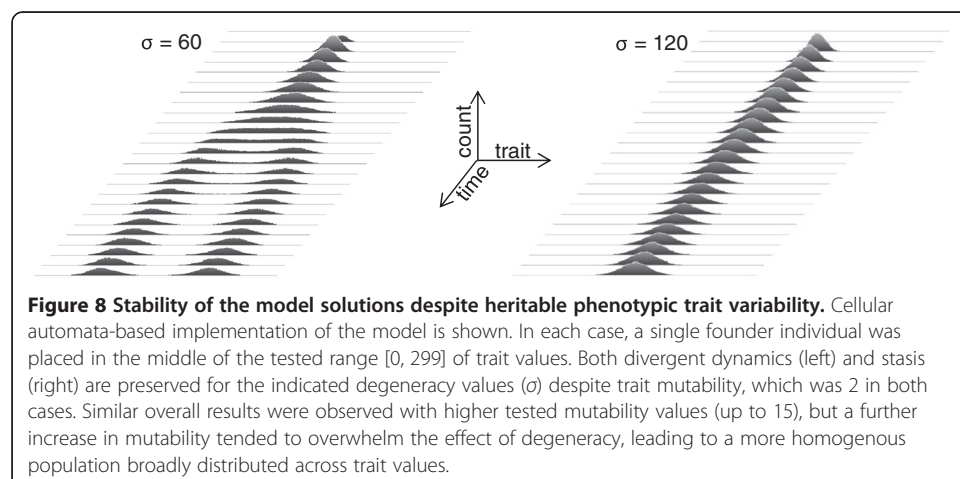 σ = 60
σ = 120
count
trait
time
Figure 8 Stability of the model solutions despite heritable phenotypic trait variability. Cellular
automata-based implementation of the model is shown. In each case, a single founder individual was
placed in the middle of the tested range [0, 299] of trait values. Both divergent dynamics (left) and stasis
(right) are preserved for the indicated degeneracy values (σ) despite trait mutability, which was 2 in both
cases. Similar overall results were observed with higher tested mutability values (up to 15), but a further
increase in mutability tended to overwhelm the effect of degeneracy, leading to a more homogenous
population broadly distributed across trait values.